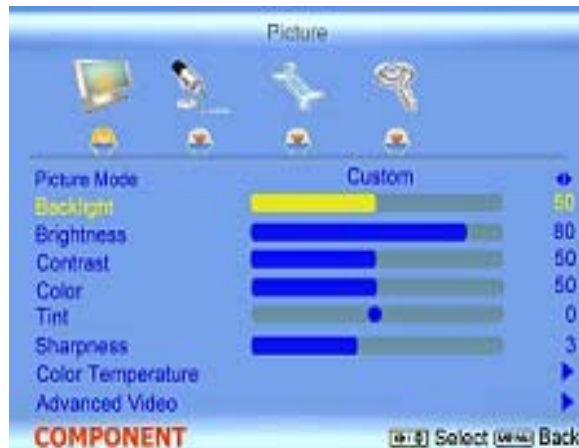 Picture
Picture Mode Custom
Backlight 50
Brightness 80
Contrast 50
Color 50
Tint 0
Sharpness 3
Color Temperature
Advanced Video
COMPONENT Select MENU Back